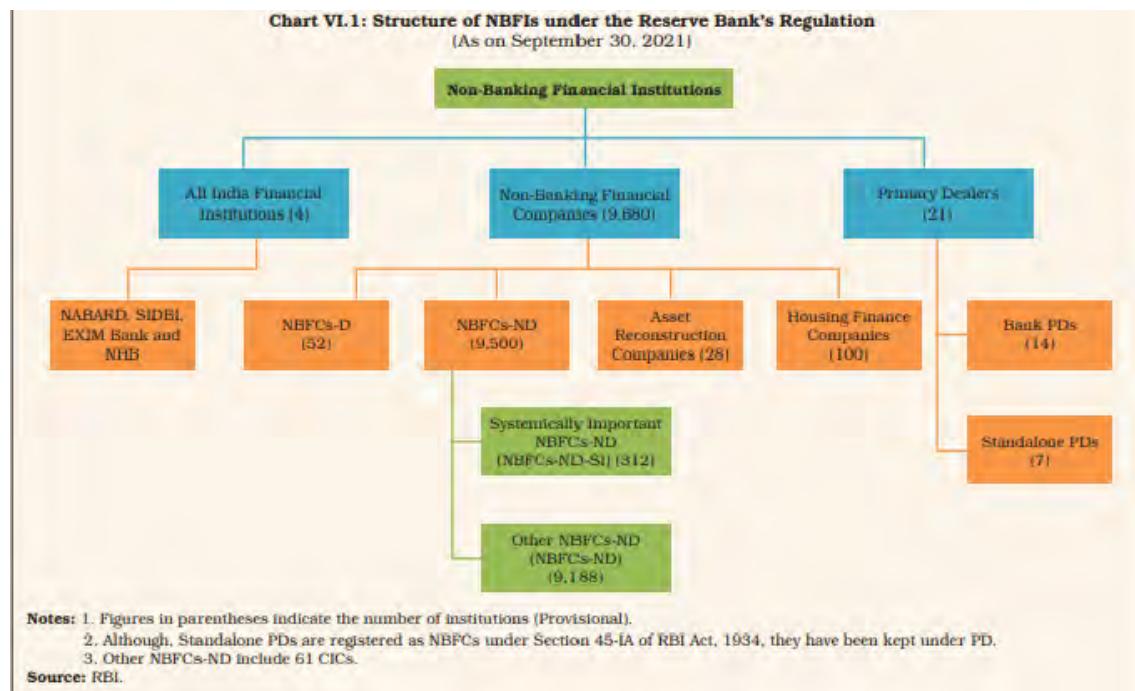 Chart VI.1: Structure of NBFIs under the Reserve Bank's Regulation
(As on September 30, 2021)
Non-Banking Financial Institutions
All India Financial
Institutions (4)
Non-Banking Financial
Companies (9,680)
Primary Dealers
(21)
NABARD, SIDBI,
EXIM Bank and
NHB
NBFCs-D
(52)
NBFCs-ND
(9,500)
Asset
Reconstruction
Companies (28)
Housing Finance
Companies
(100)
Bank PDs
(14)
Systemically Important
NBFCs-ND
(NBFCs-ND-SI) (312)
Standalone PDs
(7)
Other NBFCs-ND
(NBFCs-ND)
(9,188)
Notes: 1. Figures in parentheses indicate the number of institutions (Provisional).
2. Although, Standalone PDs are registered as NBFCs under Section 45-IA of RBI Act, 1934, they have been kept under PD.
3. Other NBFCs-ND include 61 CICs.
Source: RBI.